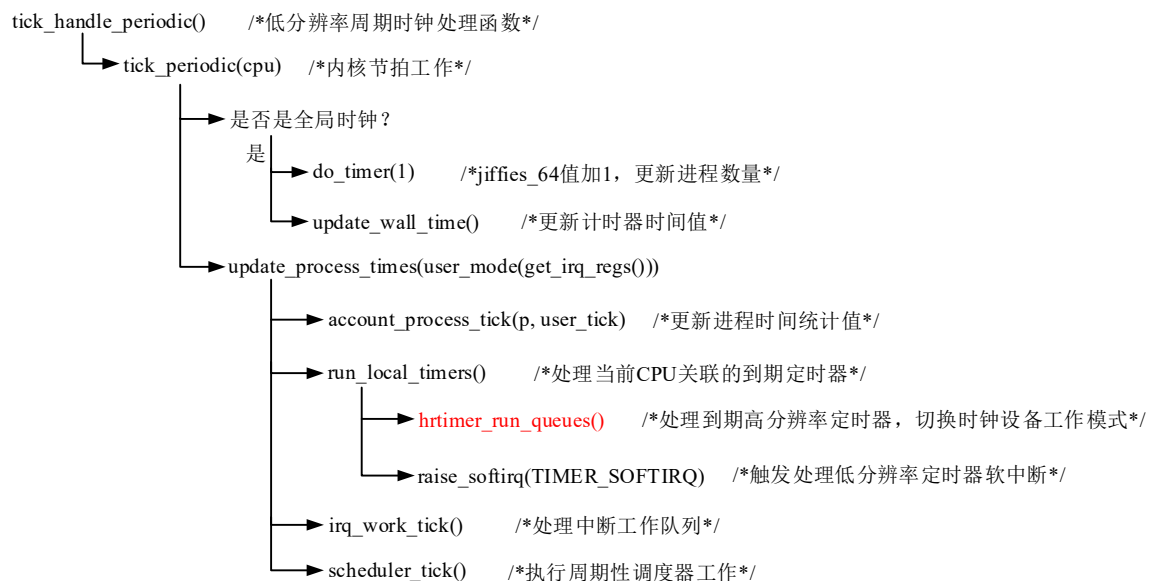 tick_handle_periodic() /*低分辨率周期时钟处理函数*/
tick_periodic(cpu) /*内核节拍工作*/
是否是全局时钟?
是
do_timer(1) /*jiffies_64值加1，更新进程数量*/
update_wall_time() /*更新计时器时间值*/
update_process_times(user_mode(get_irq_regs()))
account_process_tick(p, user_tick) /*更新进程时间统计值*/
run_local_timers() /*处理当前CPU关联的到期定时器*/
hrtimer_run_queues() /*处理到期高分辨率定时器，切换时钟设备工作模式*/
raise_softirq(TIMER_SOFTIRQ) /*触发处理低分辨率定时器软中断*/
irq_work_tick() /*处理中断工作队列*/
scheduler_tick() /*执行周期性调度器工作*/